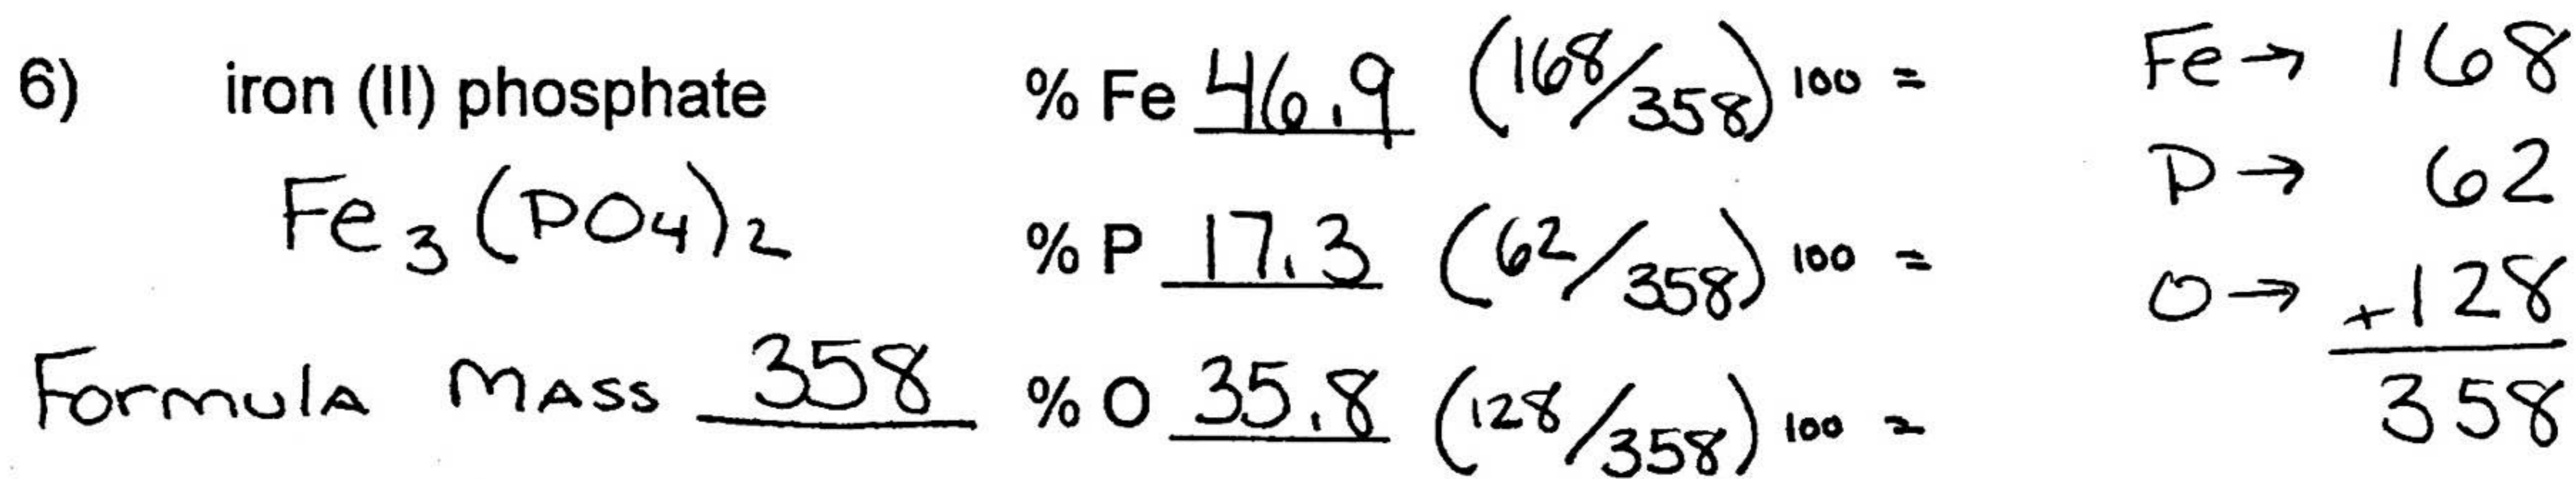 6) iron (II) phosphate % Fe 46.9 (168/358) 100 = Fe → 168
Fe3(PO4)2 % P 17.3 (62/358) 100 = P → 62
O → +128
Formula Mass 358 % O 35.8 (128/358) 100 = 358